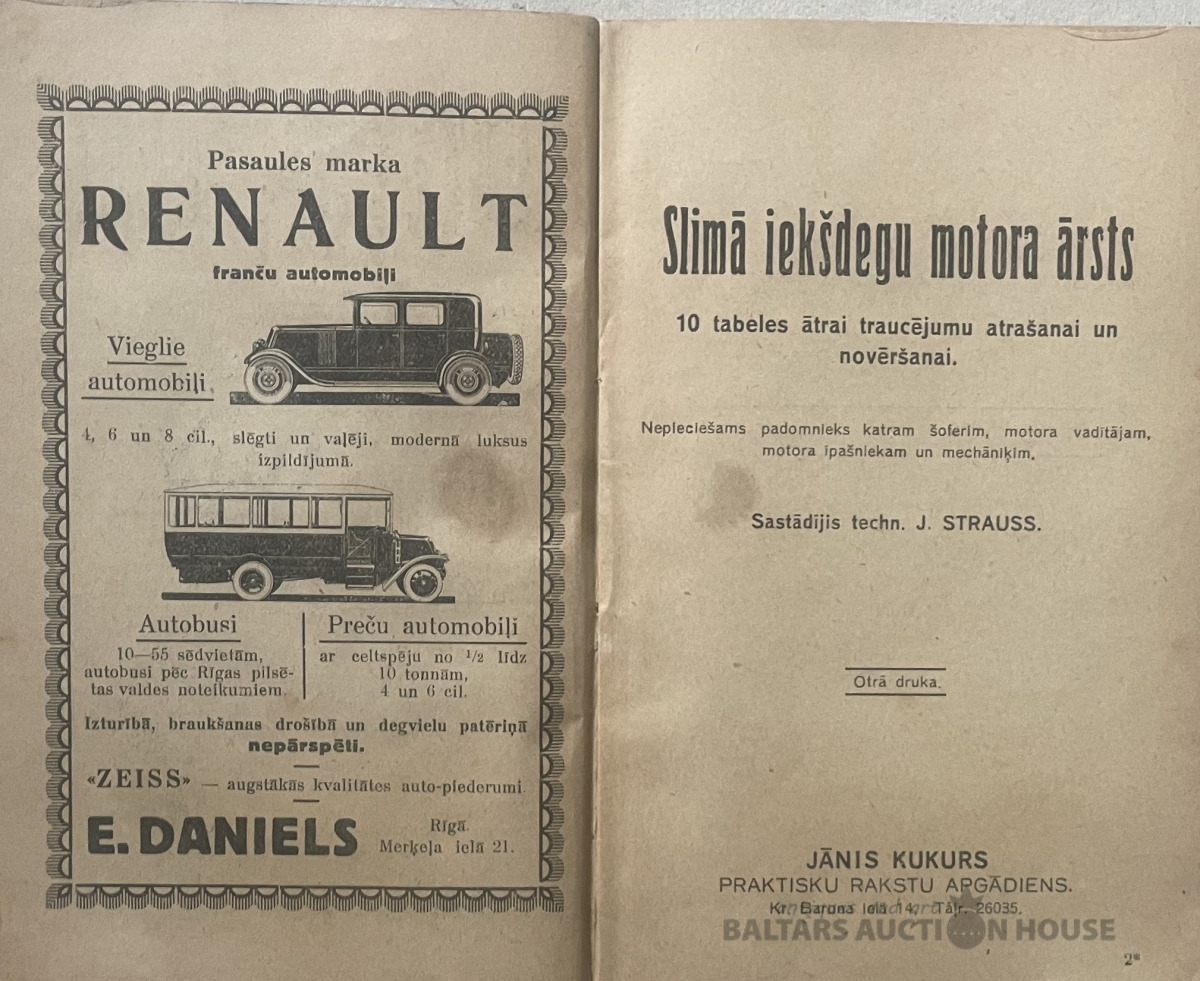 Pasaules marka
RENAULT
franču automobiļi
Vieglie
automobiļi.
4, 6 un 8 cil., slēgti un vaļēji, modernā luksus
izpildījumā.
Autobusi
10—55 sēdvietām,
autobusi pēc Rīgas pilsē-
tas valdes noteikumiem.
Preču automobiļi
ar celtspēju no 1/2 līdz
10 tonnām,
4 un 6 cil.
Izturībā, braukšanas drošībā un degvielu patēriņā
nepārspēti.
«ZEISS» — augstākās kvalitātes auto-piederumi.
E. DANIELS
Rīgā.
Merķeļa ielā 21.
Slimā iekšdegu motora ārsts
10 tabeles ātrai traucējumu atrašanai un
novēršanai.
Nepieciešams padomnieks katram šoferim, motora vadītājam,
motora īpašniekam un mechāniķim.
Sastādījis techn. J. STRAUSS.
Otrā druka.
JĀNIS KUKURS
PRAKTISKU RAKSTU APGĀDIENS.
Kr. Barona ielā 14. Tālr. 26035.
BALTARS AUCTION HOUSE
2*